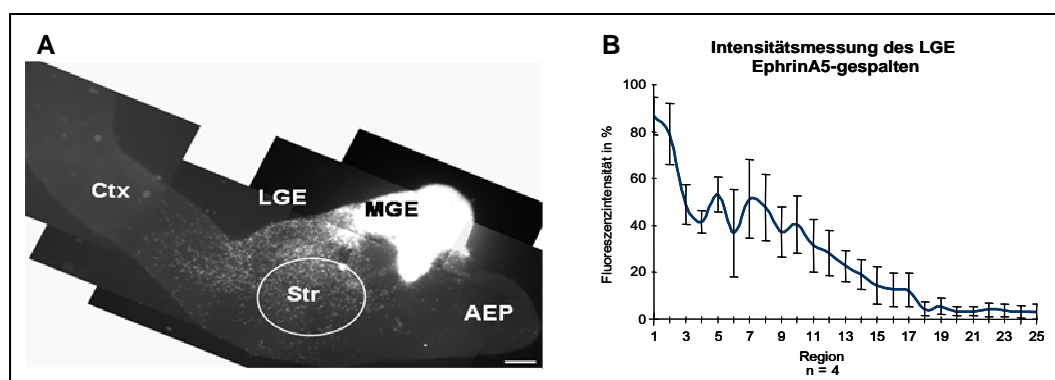 A
Ctx
LGE
MGE
Str
AEP
B
Intensitätsmessung des LGE
EphrinA5-gespalten
Fluoreszenzintensität in %
100
80
60
40
20
0
1 3 5 7 9 11 13 15 17 19 21 23 25
Region
n = 4